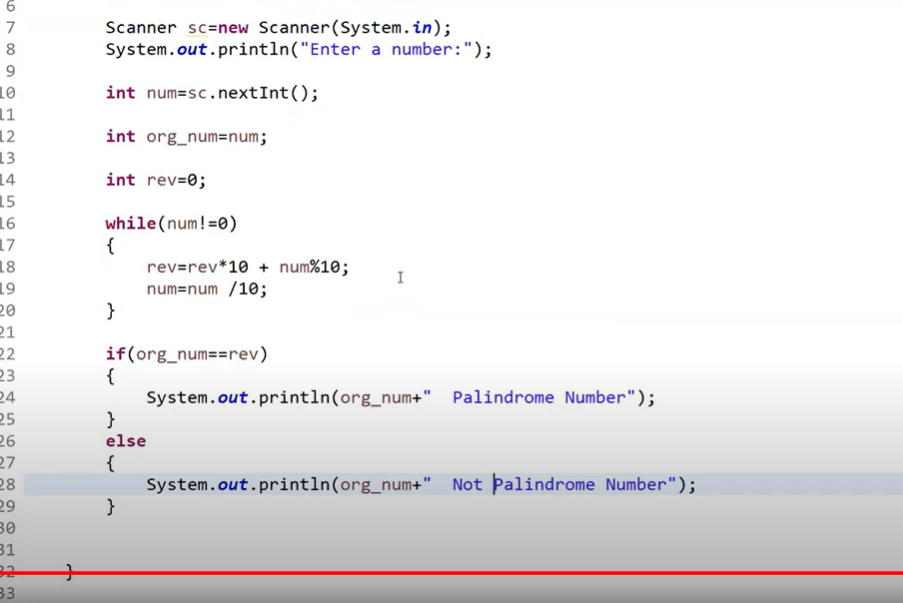 6
7 Scanner sc=new Scanner(System.in);
8 System.out.println("Enter a number:");
9
10 int num=sc.nextInt();
11
12 int org_num=num;
13
14 int rev=0;
15
16 while(num!=0)
17 {
18 rev=rev*10 + num%10;
19 num=num /10;
20 }
21
22 if(org_num==rev)
23 {
24 System.out.println(org_num+"  Palindrome Number");
25 }
26 else
27 {
28 System.out.println(org_num+"  Not Palindrome Number");
29 }
30
31
32 }
33